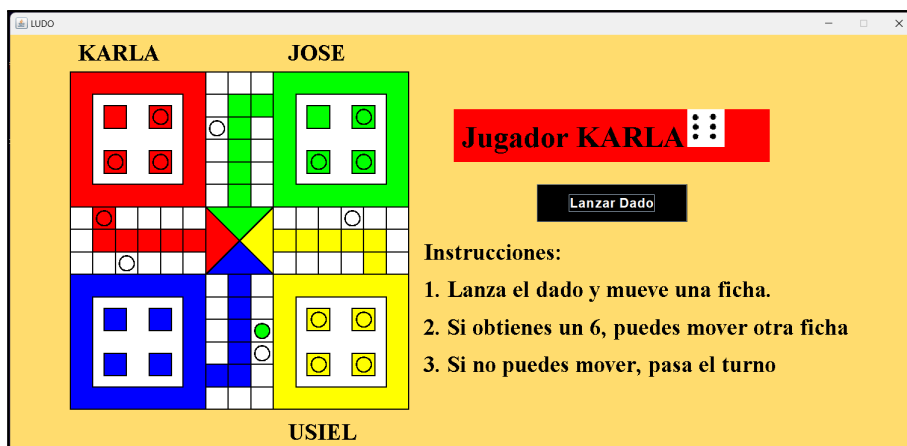 LUDO
KARLA
JOSE
Jugador KARLA
Lanzar Dado
Instrucciones:
1. Lanza el dado y mueve una ficha.
2. Si obtienes un 6, puedes mover otra ficha
3. Si no puedes mover, pasa el turno
USIEL